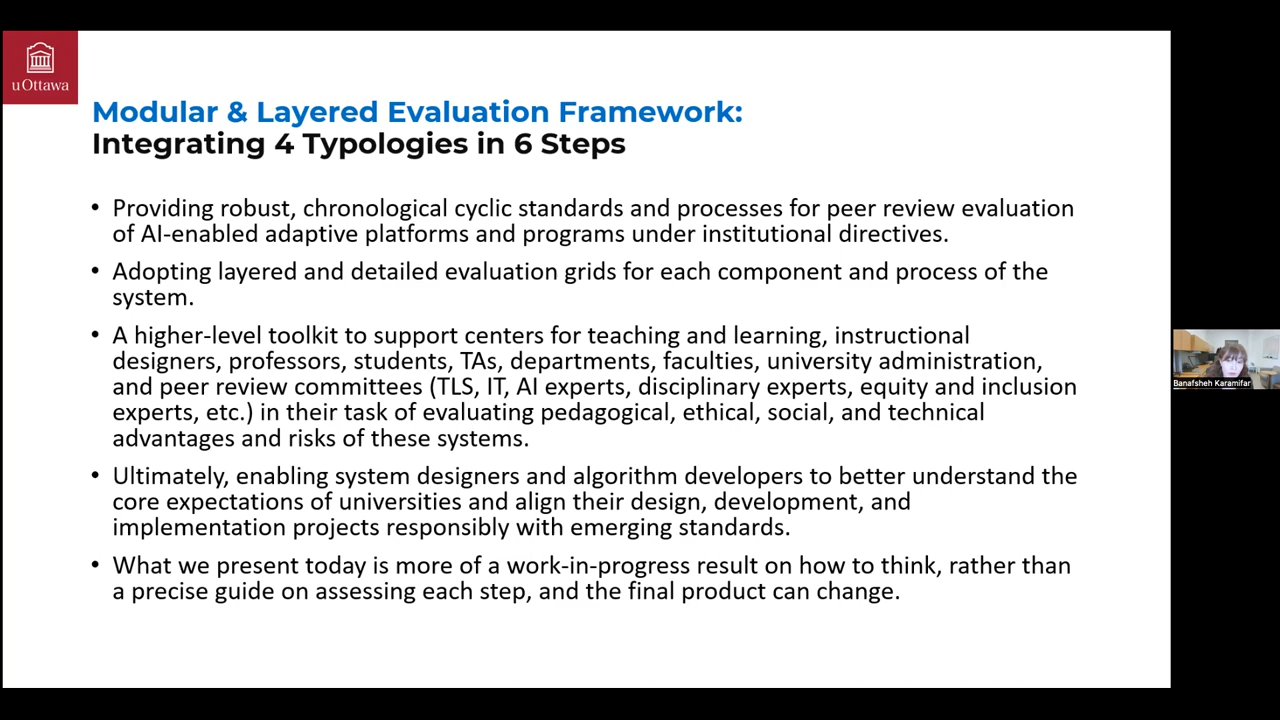 uOttawa
Modular & Layered Evaluation Framework:
Integrating 4 Typologies in 6 Steps
• Providing robust, chronological cyclic standards and processes for peer review evaluation
of AI-enabled adaptive platforms and programs under institutional directives.
• Adopting layered and detailed evaluation grids for each component and process of the
system.
• A higher-level toolkit to support centers for teaching and learning, instructional
designers, professors, students, TAs, departments, faculties, university administration,
and peer review committees (TLS, IT, AI experts, disciplinary experts, equity and inclusion
experts, etc.) in their task of evaluating pedagogical, ethical, social, and technical
advantages and risks of these systems.
• Ultimately, enabling system designers and algorithm developers to better understand the
core expectations of universities and align their design, development, and
implementation projects responsibly with emerging standards.
• What we present today is more of a work-in-progress result on how to think, rather than
a precise guide on assessing each step, and the final product can change.
Banafsheh Karamifar